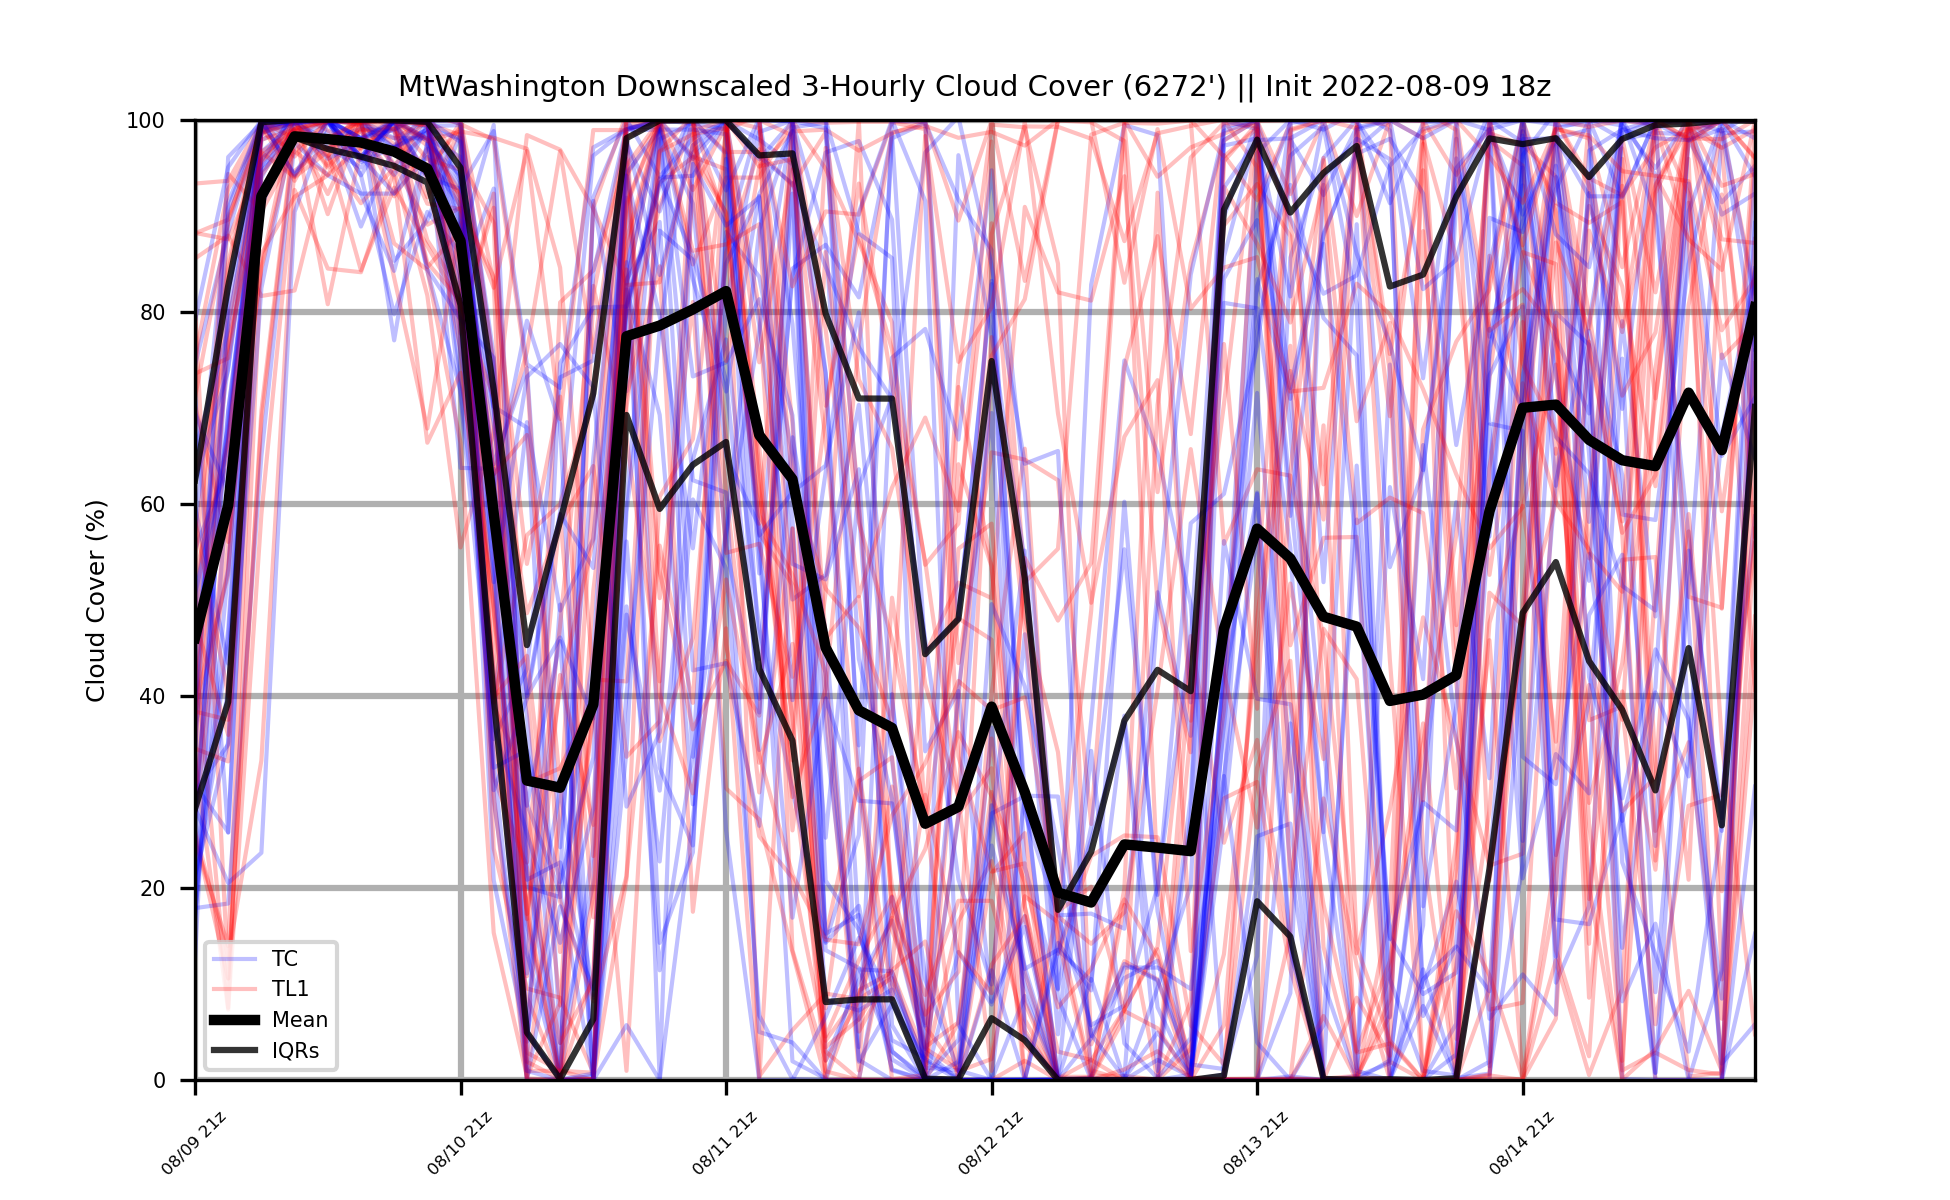 MtWashington Downscaled 3-Hourly Cloud Cover (6272') || Init 2022-08-09 18z
Cloud Cover (%)
100
80
60
40
20
0
TC
TL1
Mean
IQRs
08/09 21z
08/10 21z
08/11 21z
08/12 21z
08/13 21z
08/14 21z